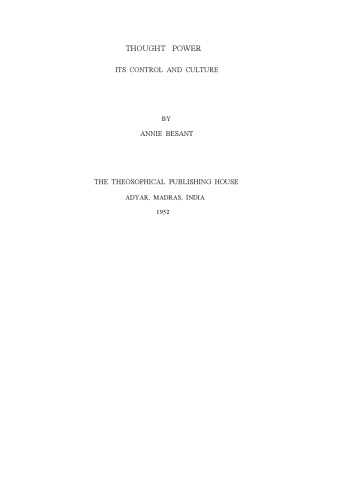 THOUGHT POWER
ITS CONTROL AND CULTURE
BY
ANNIE BESANT
THE THEOSOPHICAL PUBLISHING HOUSE
ADYAR, MADRAS, INDIA
1952